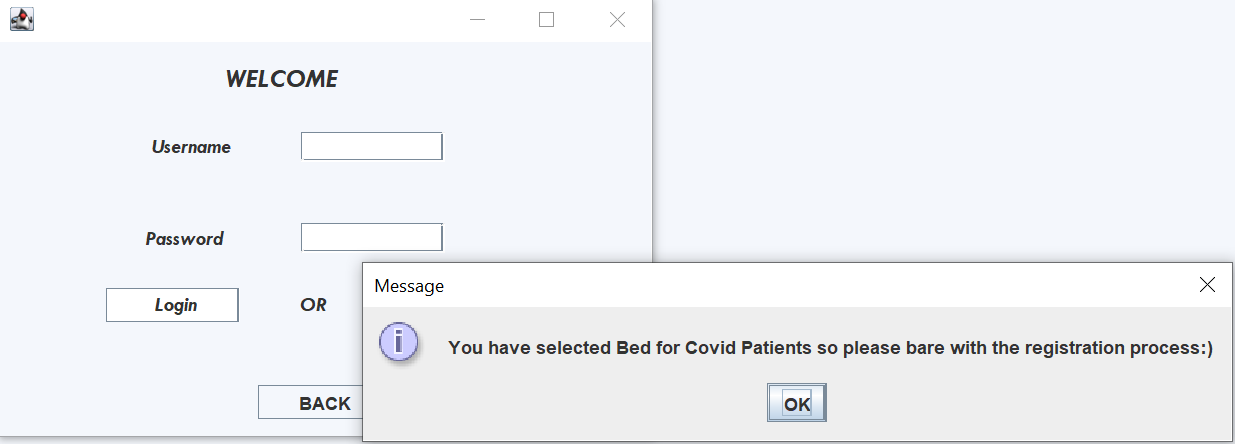 WELCOME
Username
Password
Login OR
BACK
Message
You have selected Bed for Covid Patients so please bare with the registration process:)
OK